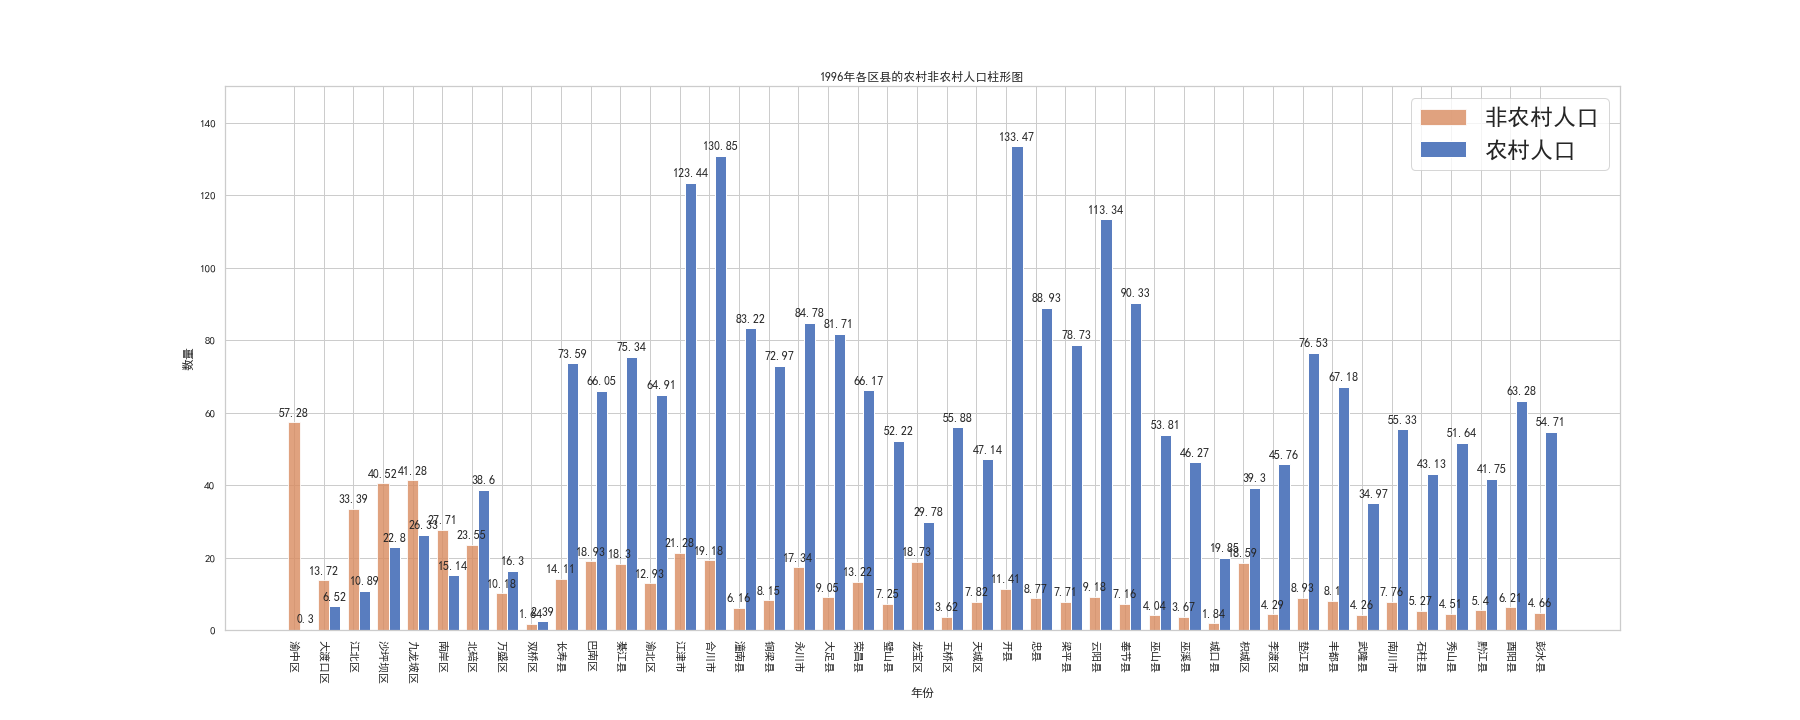 1996年各区县的农村非农村人口柱形图
非农村人口
农村人口
数量
140
120
100
80
60
40
20
0
57.28
0.3
13.72
6.52
33.39
10.89
40.52
22.8
41.28
26.33
27.71
15.14
23.55
38.6
10.18
16.3
1.64
2.39
14.11
73.59
18.93
66.05
18.3
75.34
12.93
64.91
21.28
123.44
19.18
130.85
6.16
83.22
8.15
72.97
17.34
84.78
9.05
81.71
13.22
66.17
7.25
52.22
18.73
29.78
3.62
55.88
7.82
47.14
11.41
133.47
8.77
88.93
7.71
78.73
9.18
113.34
7.16
90.33
4.04
53.81
3.67
46.27
1.84
19.85
18.59
39.3
4.29
45.76
8.93
76.53
8.1
67.18
4.26
34.97
7.76
55.33
5.27
43.13
4.51
51.64
5.4
41.75
6.21
63.28
4.66
54.71
渝中区
大渡口区
江北区
沙坪坝区
九龙坡区
南岸区
北碚区
万盛区
双桥区
长寿县
巴南区
綦江县
渝北区
江津市
合川市
潼南县
铜梁县
永川市
大足县
荣昌县
璧山县
龙宝区
五桥区
天城区
开县
忠县
梁平县
云阳县
奉节县
巫山县
巫溪县
城口县
枳城区
李渡区
垫江县
丰都县
武隆县
南川市
石柱县
秀山县
黔江县
酉阳县
彭水县
年份